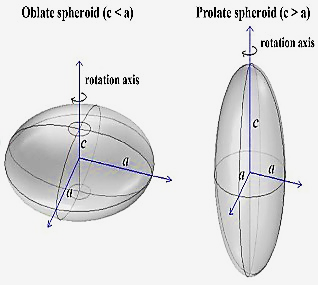 Oblate spheroid (c < a)
rotation axis
c
a
a
Prolate spheroid (c > a)
rotation axis
c
a
a